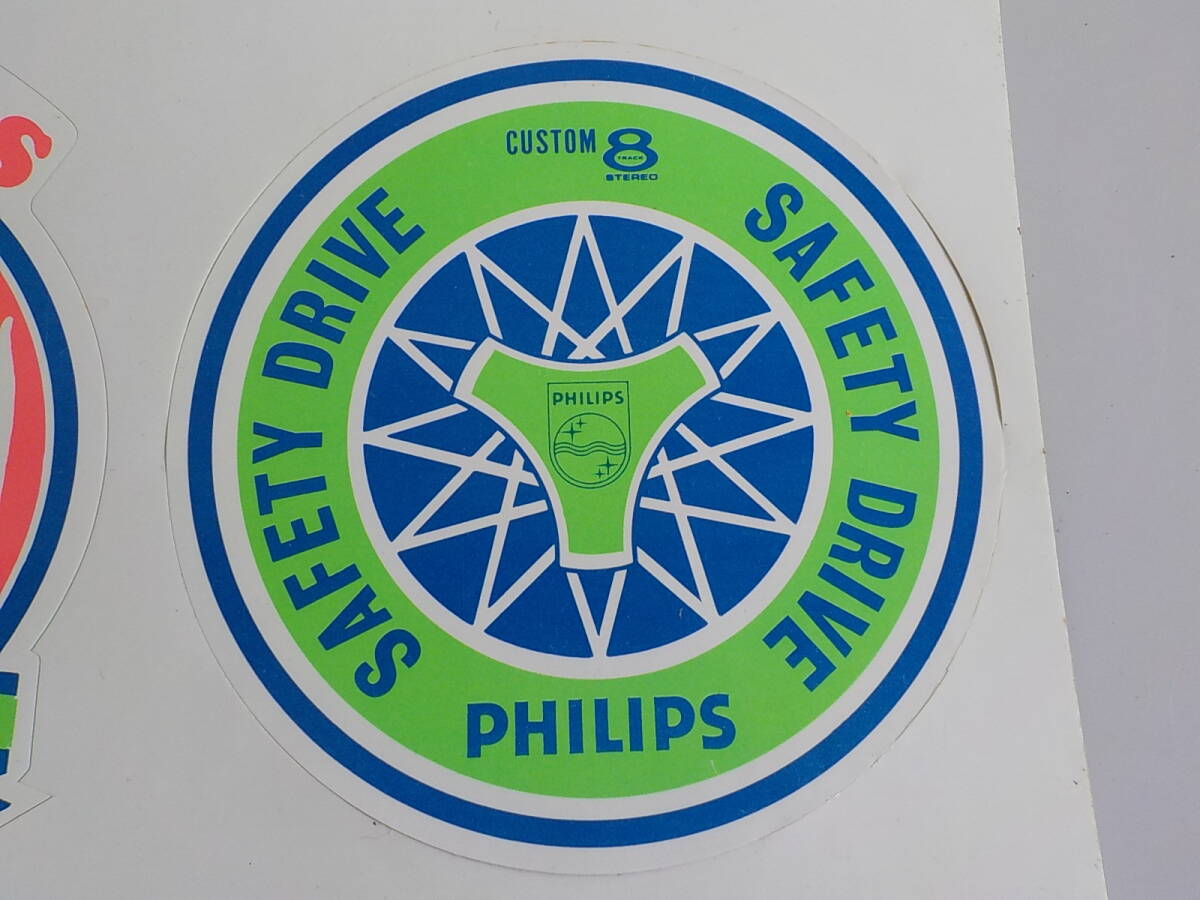 CUSTOM 8 TRACK STEREO
SAFETY DRIVE
SAFETY DRIVE
PHILIPS
PHILIPS
S